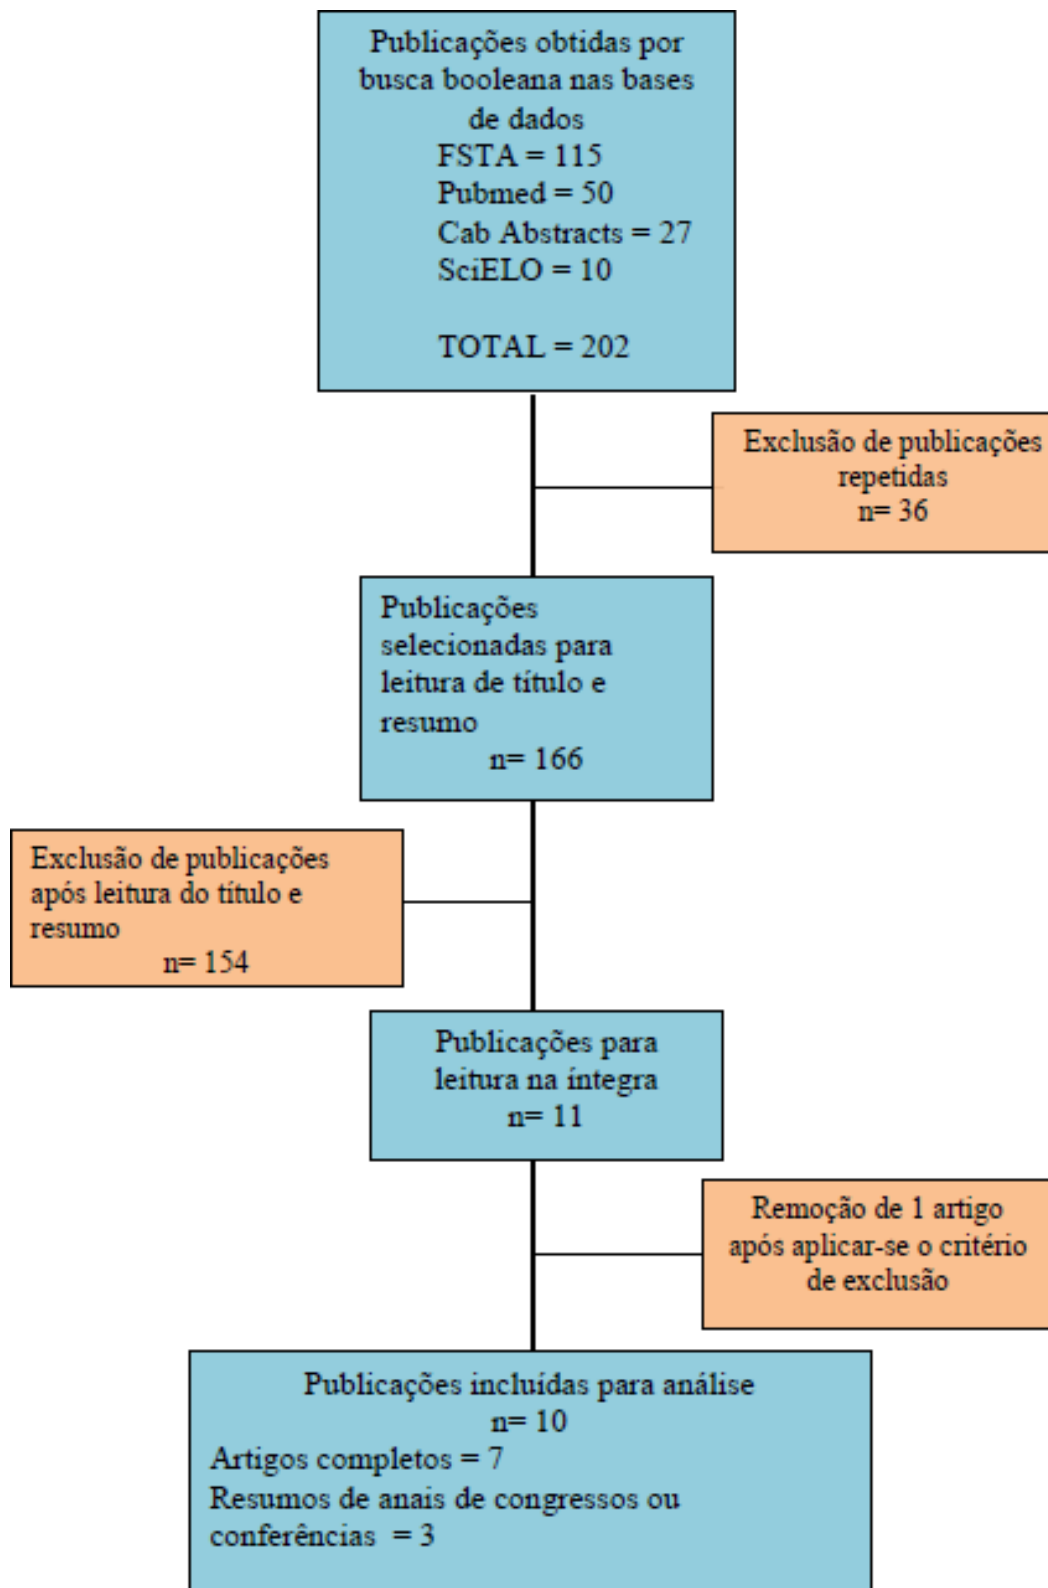 Publicações obtidas por
busca booleana nas bases
de dados
FSTA = 115
Pubmed = 50
Cab Abstracts = 27
SciELO = 10
TOTAL = 202
Exclusão de publicações
repetidas
n= 36
Publicações
selecionadas para
leitura de título e
resumo
n= 166
Exclusão de publicações
após leitura do título e
resumo
n= 154
Publicações para
leitura na íntegra
n= 11
Remoção de 1 artigo
após aplicar-se o critério
de exclusão
Publicações incluídas para análise
n= 10
Artigos completos = 7
Resumos de anais de congressos ou
conferências = 3